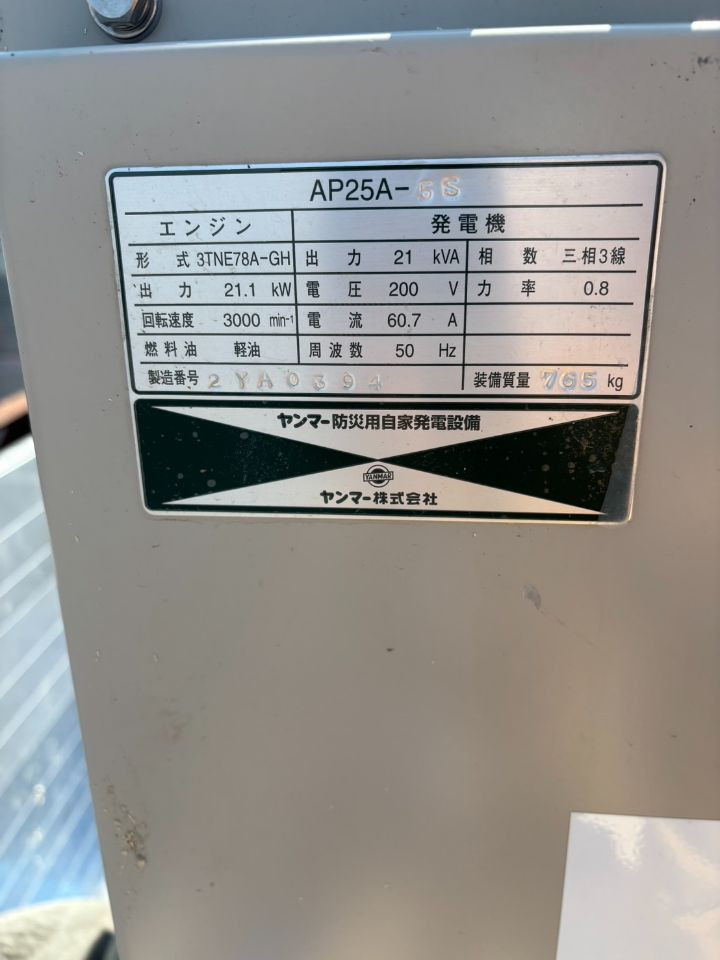 AP25A-5S
エンジン 発電機
形式 3TNE78A-GH 出力 21 kVA 相数 三相3線
出力 21.1 kW 電圧 200 V 力率 0.8
回転速度 3000 min-1 電流 60.7 A
燃料油 軽油 周波数 50 Hz
製造番号 2YA0394 装備質量 765 kg
ヤンマー防災用自家発電設備
YANMAR
ヤンマー株式会社